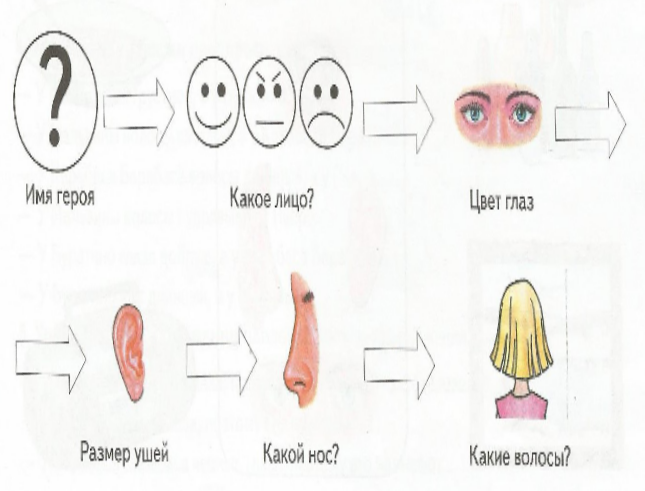 ?
Имя героя
Какое лицо?
Цвет глаз
Размер ушей
Какой нос?
Какие волосы?